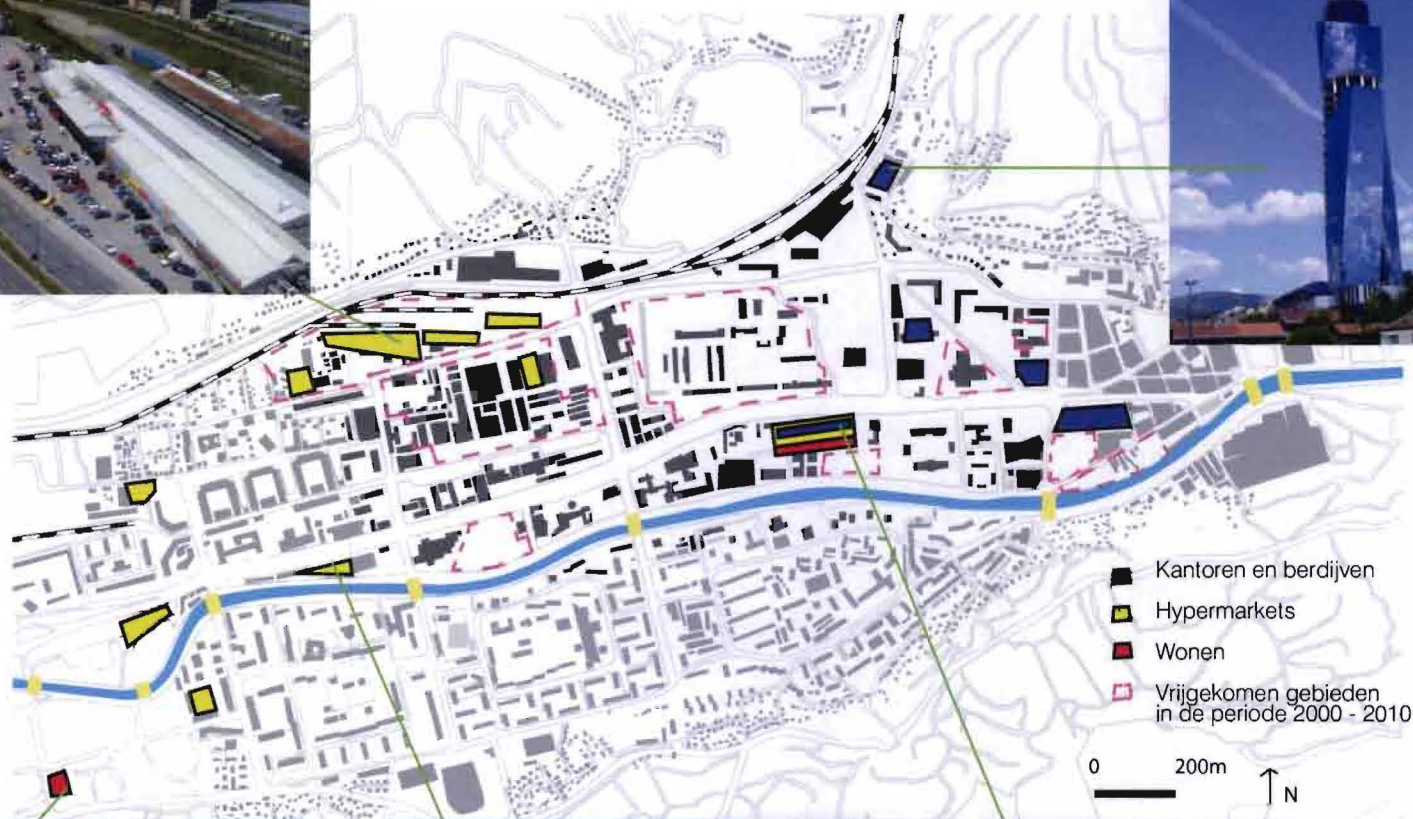 Kantoren en berdijven
Hypermarkets
Wonen
Vrijgekomen gebieden
in de periode 2000 - 2010
0 200m
N